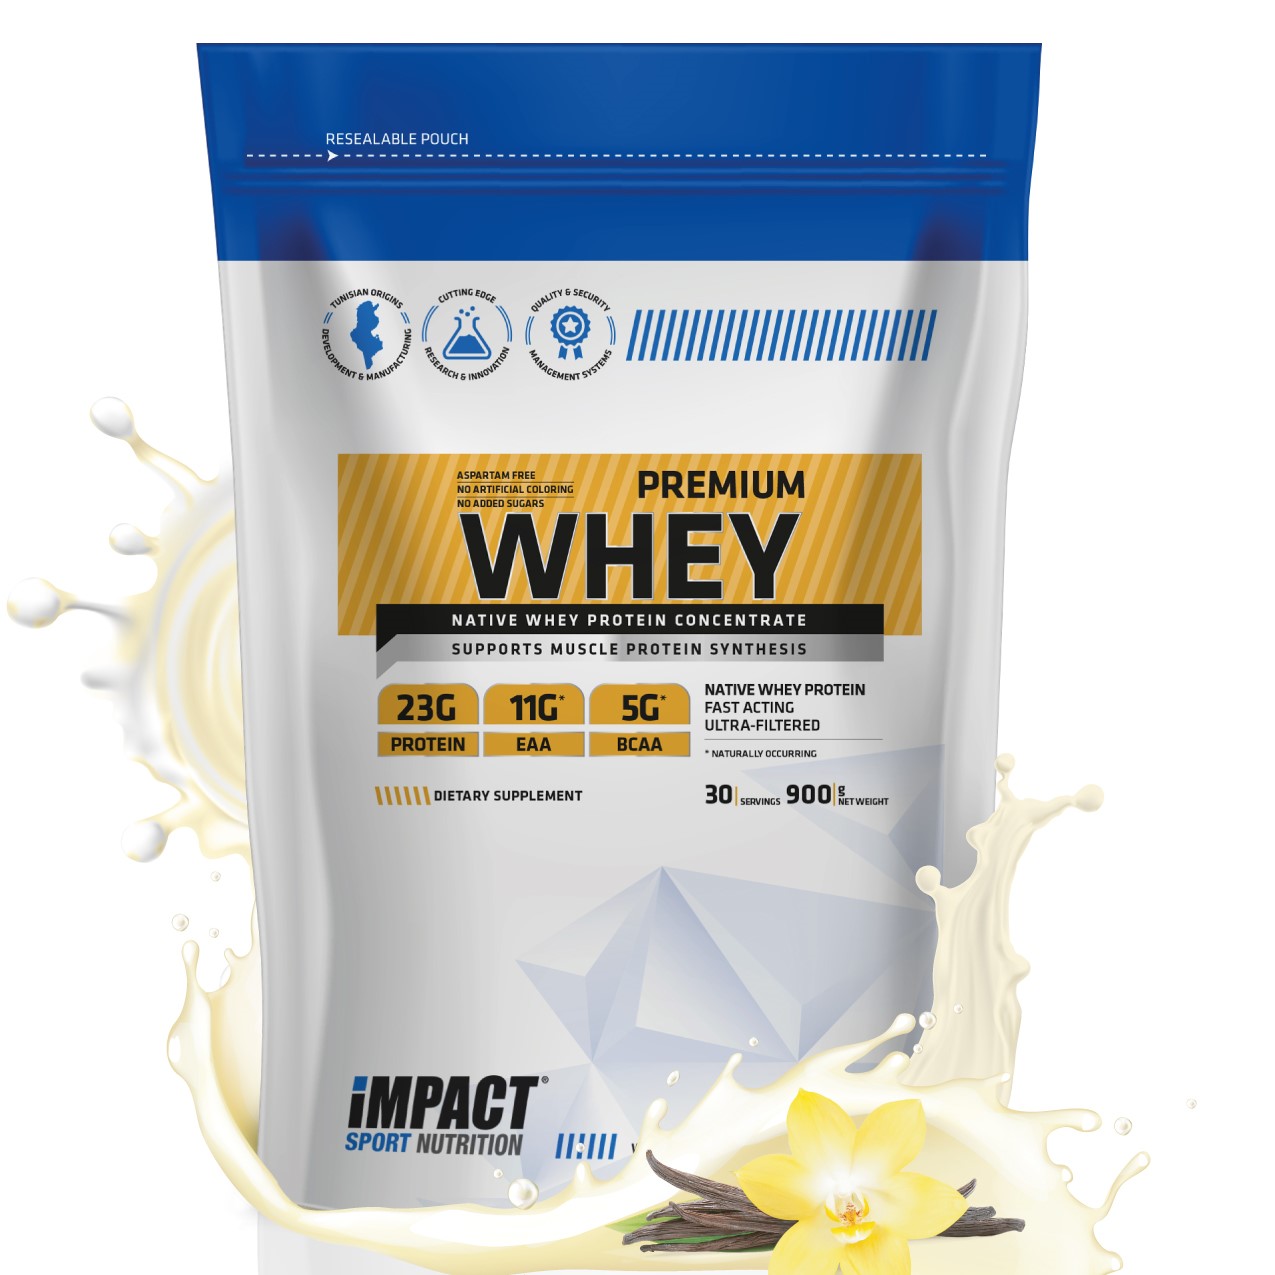 RESEALABLE POUCH
TUNISIAN ORIGINS
DEVELOPMENT & MANUFACTURING
CUTTING EDGE
RESEARCH & INNOVATION
QUALITY & SECURITY
MANAGEMENT SYSTEMS
ASPARTAM FREE
NO ARTIFICIAL COLORING
NO ADDED SUGARS
PREMIUM
WHEY
NATIVE WHEY PROTEIN CONCENTRATE
SUPPORTS MUSCLE PROTEIN SYNTHESIS
23G 11G* 5G*
PROTEIN EAA BCAA
NATIVE WHEY PROTEIN
FAST ACTING
ULTRA-FILTERED
* NATURALLY OCCURRING
DIETARY SUPPLEMENT
30 SERVINGS 900 g NET WEIGHT
iMPACT®
SPORT NUTRITION